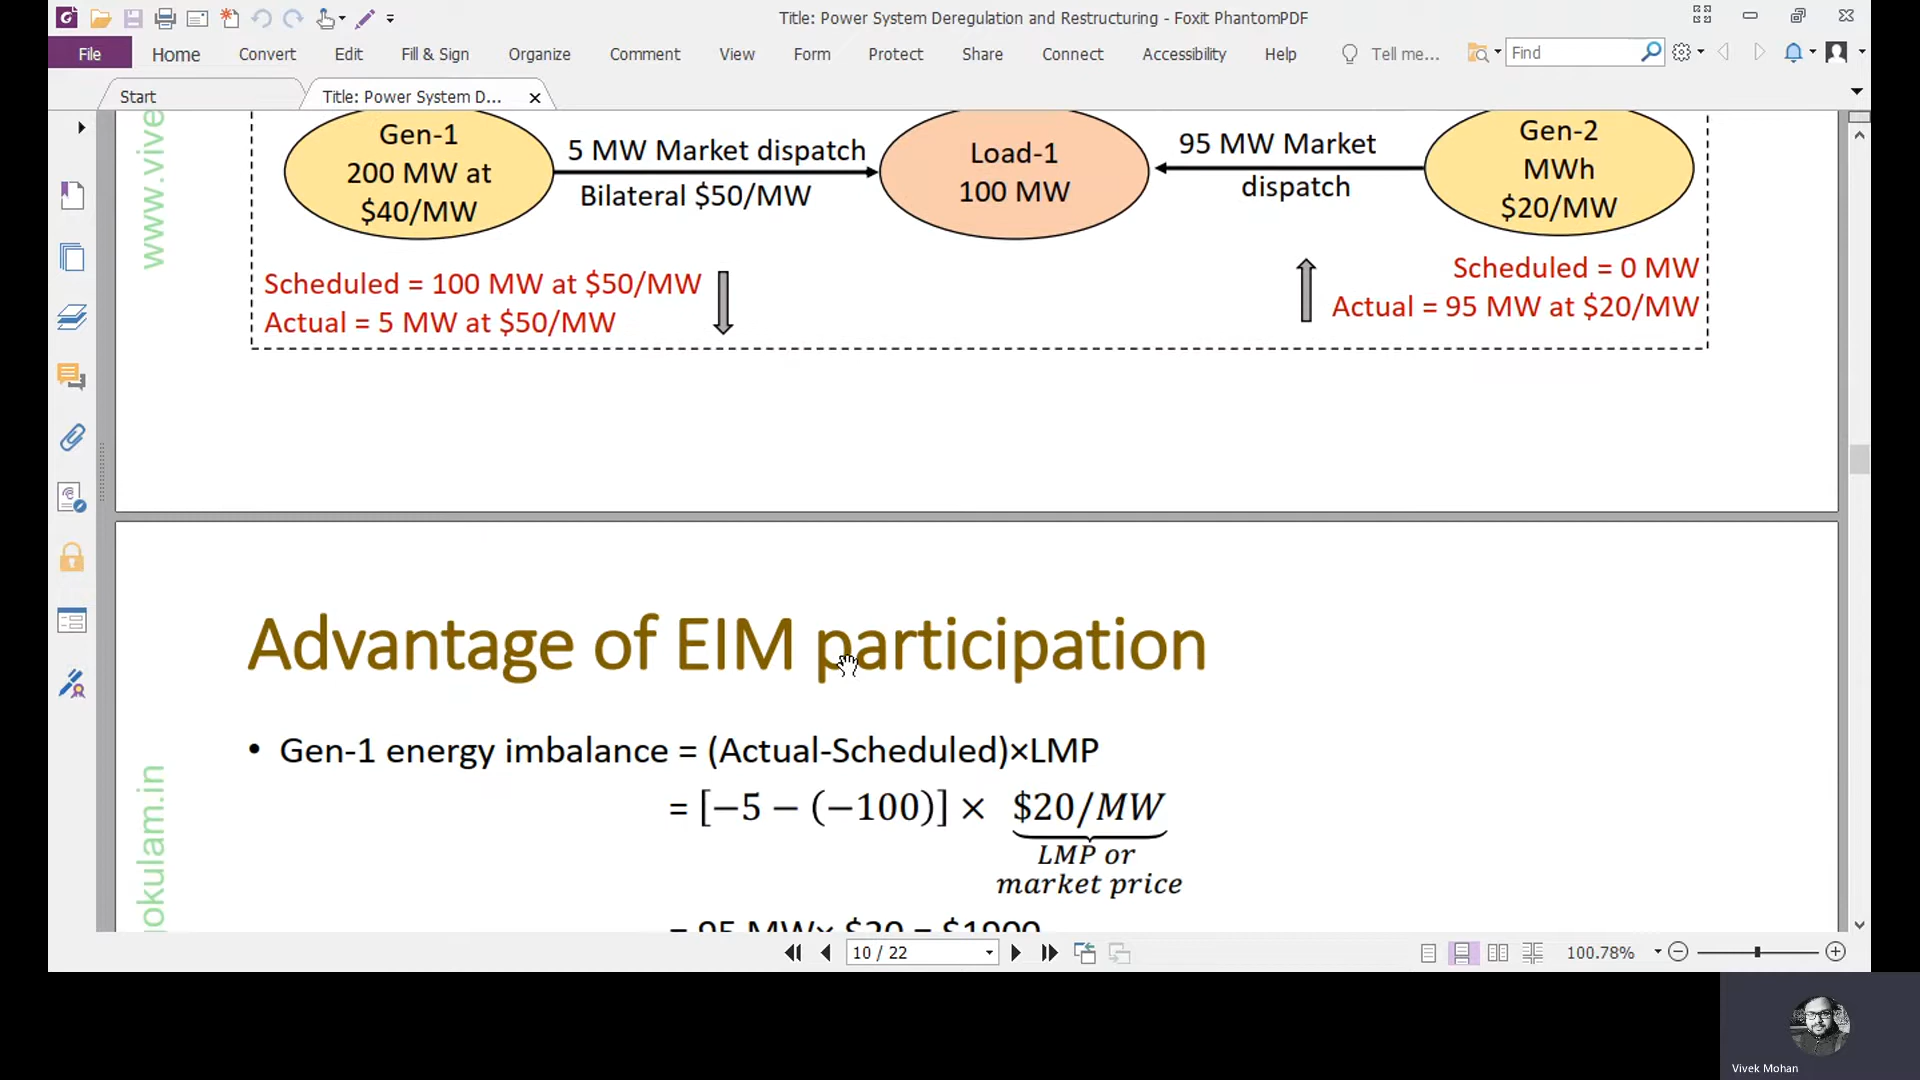 Title: Power System Deregulation and Restructuring - Foxit PhantomPDF
File Home Convert Edit Fill & Sign Organize Comment View Form Protect Share Connect Accessibility Help Tell me... Find
Start Title: Power System D...
www.vive
Gen-1
200 MW at
$40/MW
5 MW Market dispatch
Bilateral $50/MW
Load-1
100 MW
95 MW Market
dispatch
Gen-2
MWh
$20/MW
Scheduled = 100 MW at $50/MW
Actual = 5 MW at $50/MW
Scheduled = 0 MW
Actual = 95 MW at $20/MW
Advantage of EIM participation
• Gen-1 energy imbalance = (Actual-Scheduled)×LMP
= [−5 − (−100)] × $20/MW
LMP or
market price
= 95 MW× $20 = $1900
okulam.in
10 / 22
100.78%
Vivek Mohan